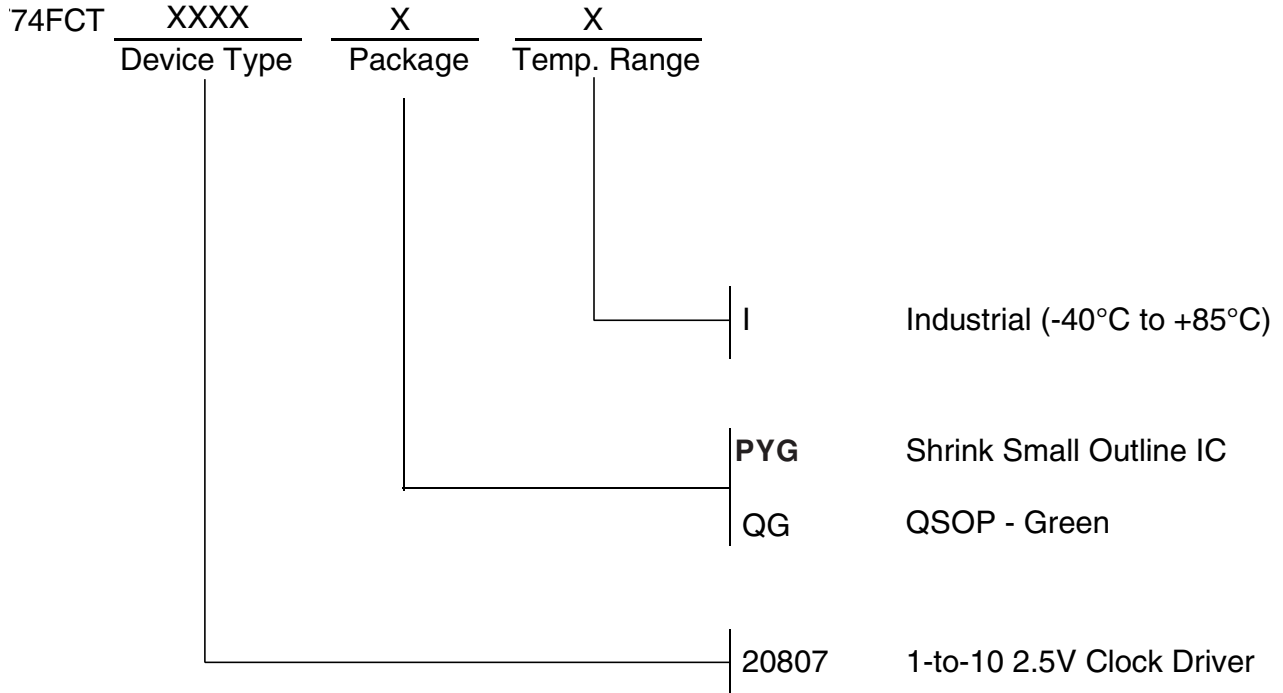 '74FCT XXXX X X
Device Type Package Temp. Range
I Industrial (-40°C to +85°C)
PYG Shrink Small Outline IC
QG QSOP - Green
20807 1-to-10 2.5V Clock Driver